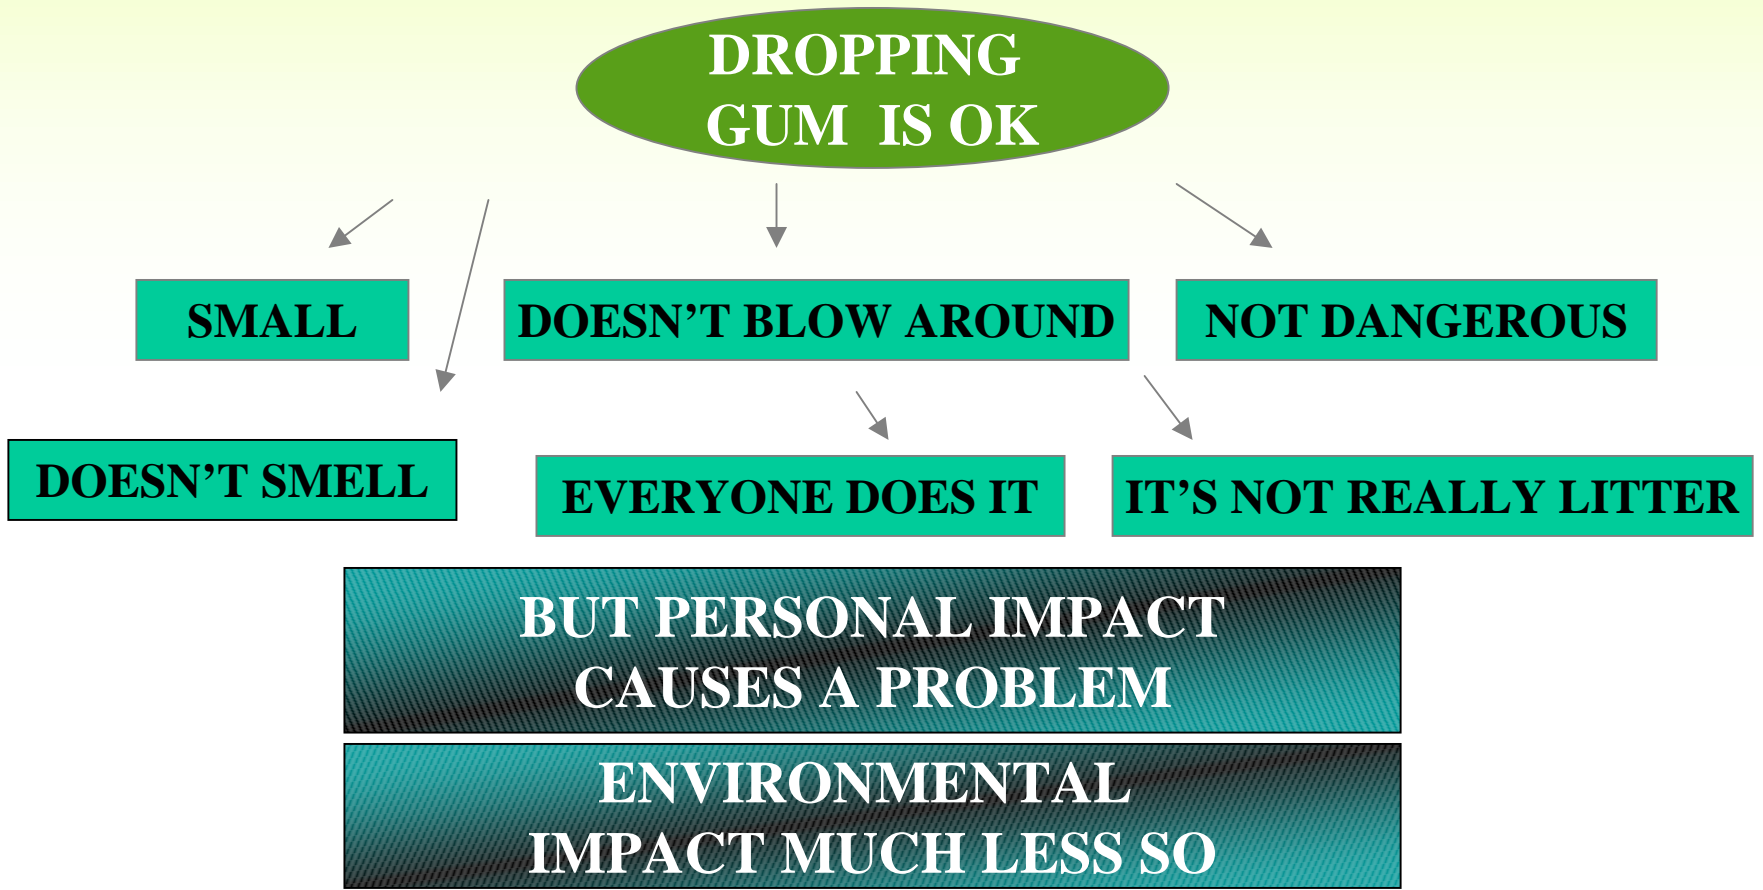 DROPPING
GUM IS OK
SMALL
DOESN’T BLOW AROUND
NOT DANGEROUS
DOESN’T SMELL
EVERYONE DOES IT
IT’S NOT REALLY LITTER
BUT PERSONAL IMPACT
CAUSES A PROBLEM
ENVIRONMENTAL
IMPACT MUCH LESS SO